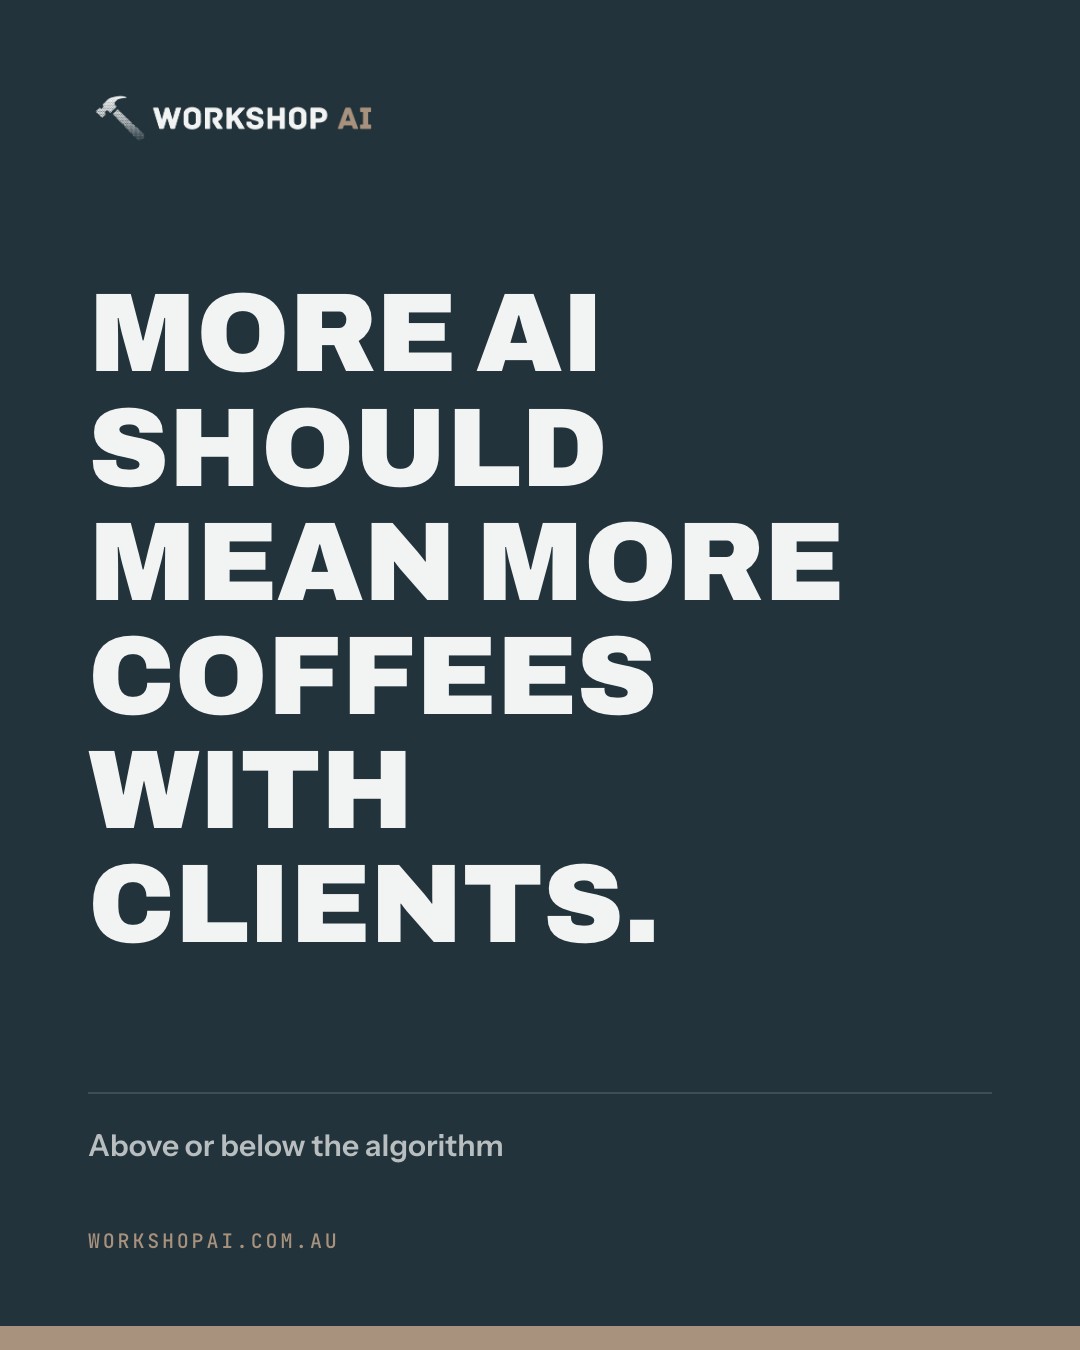 WORKSHOP AI
MORE AI
SHOULD
MEAN MORE
COFFEES
WITH
CLIENTS.
Above or below the algorithm
WORKSHOPAI.COM.AU